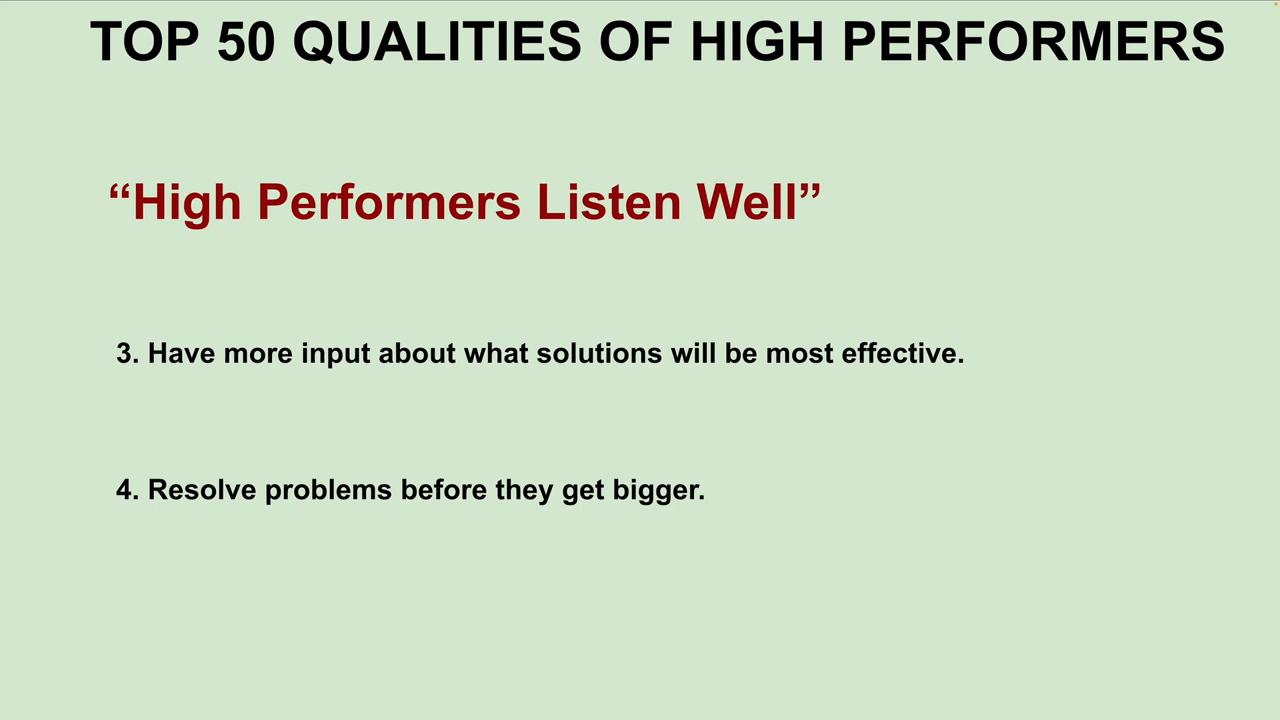 TOP 50 QUALITIES OF HIGH PERFORMERS
“High Performers Listen Well”
3. Have more input about what solutions will be most effective.
4. Resolve problems before they get bigger.